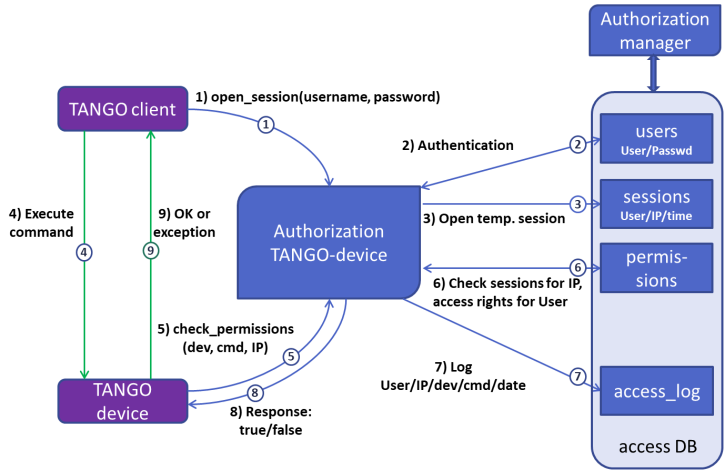 Authorization
manager
TANGO client
1) open_session(username, password)
1
2) Authentication
2
users
User/Passwd
sessions
User/IP/time
3) Open temp. session
3
4) Execute
command
4
9) OK or
exception
9
Authorization
TANGO-device
6) Check sessions for IP,
access rights for User
6
permis-
sions
5) check_permissions
(dev, cmd, IP)
5
7) Log
User/IP/dev/cmd/date
7
access_log
TANGO
device
8
8) Response:
true/false
access DB